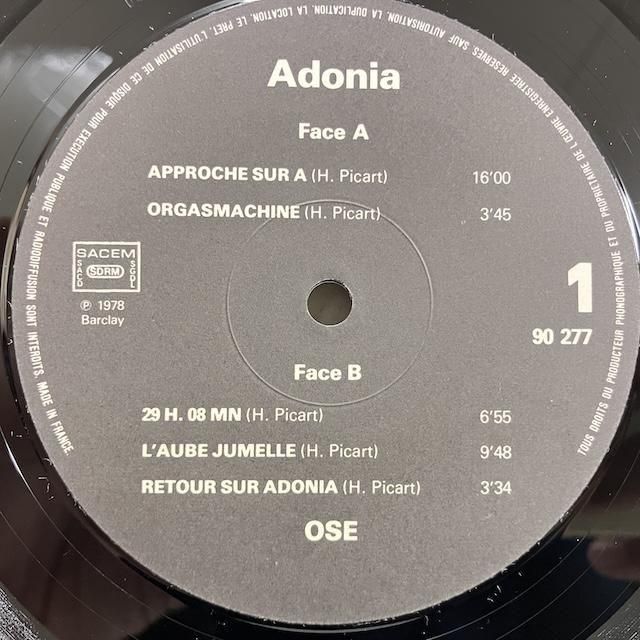 Adonia
Face A
APPROCHE SUR A (H. Picart) 16'00
ORGASMACHINE (H. Picart) 3'45
SACEM
SACD SDRM SGDL
℗ 1978
Barclay
1
90 277
Face B
29 H. 08 MN (H. Picart) 6'55
L'AUBE JUMELLE (H. Picart) 9'48
RETOUR SUR ADONIA (H. Picart) 3'34
OSE
TOUS DROITS DU PRODUCTEUR PHONOGRAPHIQUE ET DU PROPRIETAIRE DE L'ŒUVRE ENREGISTREE RESERVES. SAUF AUTORISATION, LA DUPLICATION, LA LOCATION, LE PRET, L'UTILISATION DE CE DISQUE POUR EXECUTION PUBLIQUE ET RADIODIFFUSION SONT INTERDITS. MADE IN FRANCE.